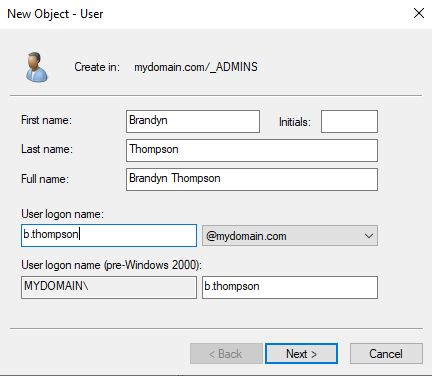 New Object - User
Create in: mydomain.com/_ADMINS
First name: Brandyn Initials:
Last name: Thompson
Full name: Brandyn Thompson
User logon name:
b.thompson @mydomain.com
User logon name (pre-Windows 2000):
MYDOMAIN\ b.thompson
< Back Next > Cancel